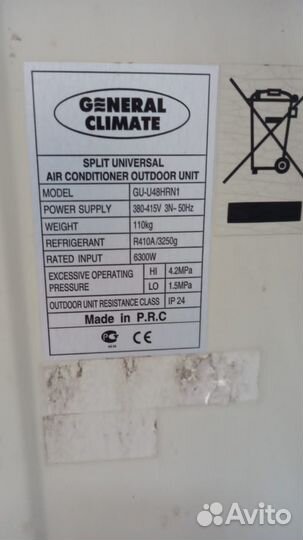 GENERAL
CLIMATE
SPLIT UNIVERSAL
AIR CONDITIONER OUTDOOR UNIT
MODEL GU-U48HRN1
POWER SUPPLY 380-415V 3N~ 50Hz
WEIGHT 110kg
REFRIGERANT R410A/3250g
RATED INPUT 6300W
EXCESSIVE OPERATING PRESSURE HI 4.2MPa
LO 1.5MPa
OUTDOOR UNIT RESISTANCE CLASS IP 24
Made in P.R.C
CE
Avito